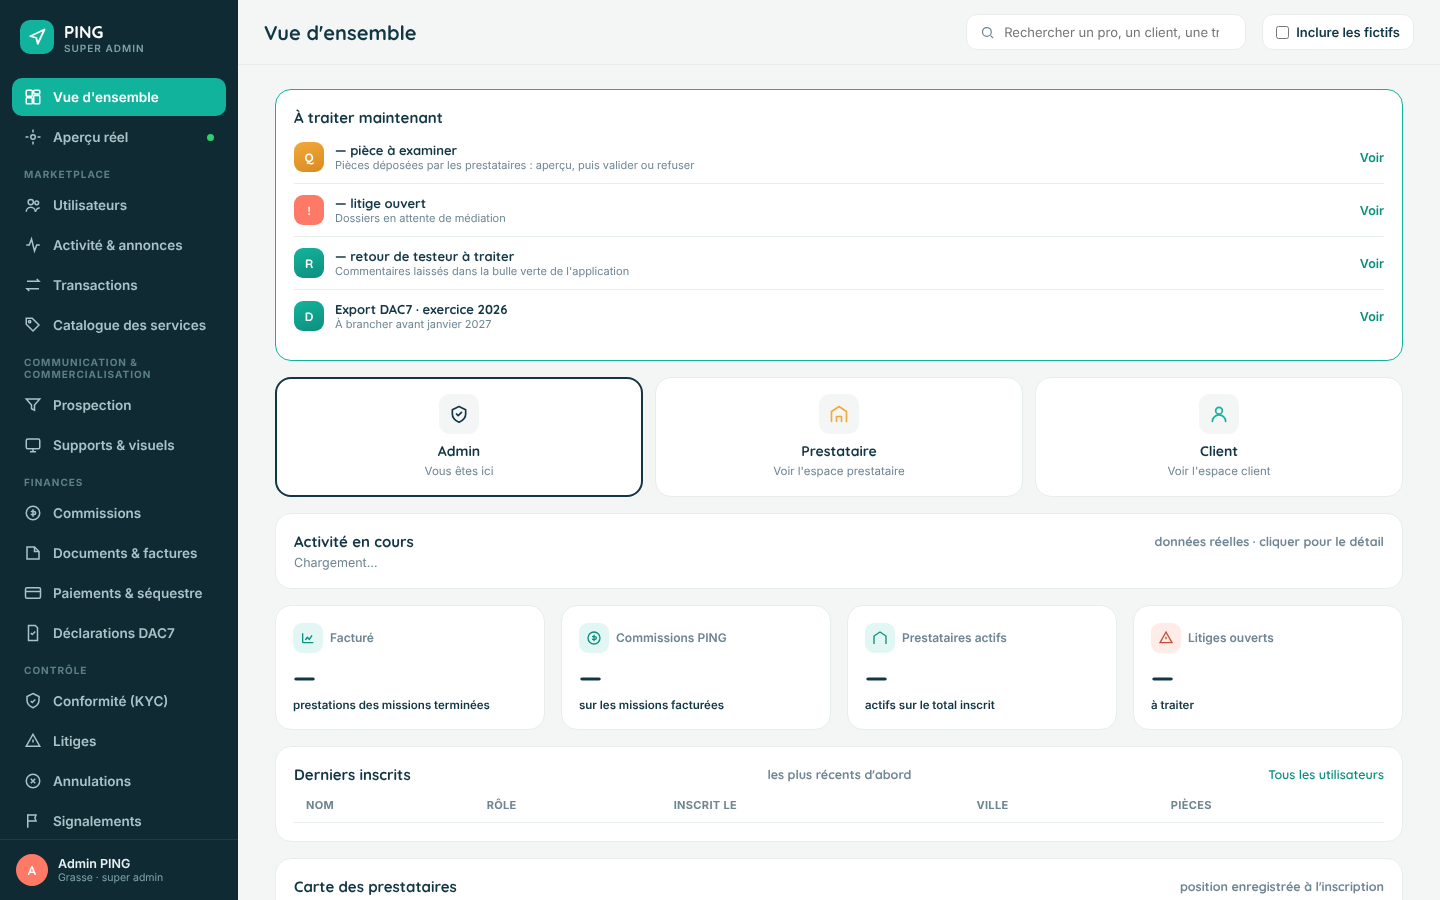 PING
SUPER ADMIN
Vue d'ensemble
Aperçu réel
MARKETPLACE
Utilisateurs
Activité & annonces
Transactions
Catalogue des services
COMMUNICATION &
COMMERCIALISATION
Prospection
Supports & visuels
FINANCES
Commissions
Documents & factures
Paiements & séquestre
Déclarations DAC7
CONTRÔLE
Conformité (KYC)
Litiges
Annulations
Signalements
A
Admin PING
Grasse · super admin
Vue d'ensemble
Rechercher un pro, un client, une tr
Inclure les fictifs
À traiter maintenant
Q
— pièce à examiner
Pièces déposées par les prestataires : aperçu, puis valider ou refuser
Voir
!
— litige ouvert
Dossiers en attente de médiation
Voir
R
— retour de testeur à traiter
Commentaires laissés dans la bulle verte de l'application
Voir
D
Export DAC7 · exercice 2026
À brancher avant janvier 2027
Voir
Admin
Vous êtes ici
Prestataire
Voir l'espace prestataire
Client
Voir l'espace client
Activité en cours
données réelles · cliquer pour le détail
Chargement...
Facturé
—
prestations des missions terminées
Commissions PING
—
sur les missions facturées
Prestataires actifs
—
actifs sur le total inscrit
Litiges ouverts
—
à traiter
Derniers inscrits
les plus récents d'abord
Tous les utilisateurs
NOM RÔLE INSCRIT LE VILLE PIÈCES
Carte des prestataires
position enregistrée à l'inscription